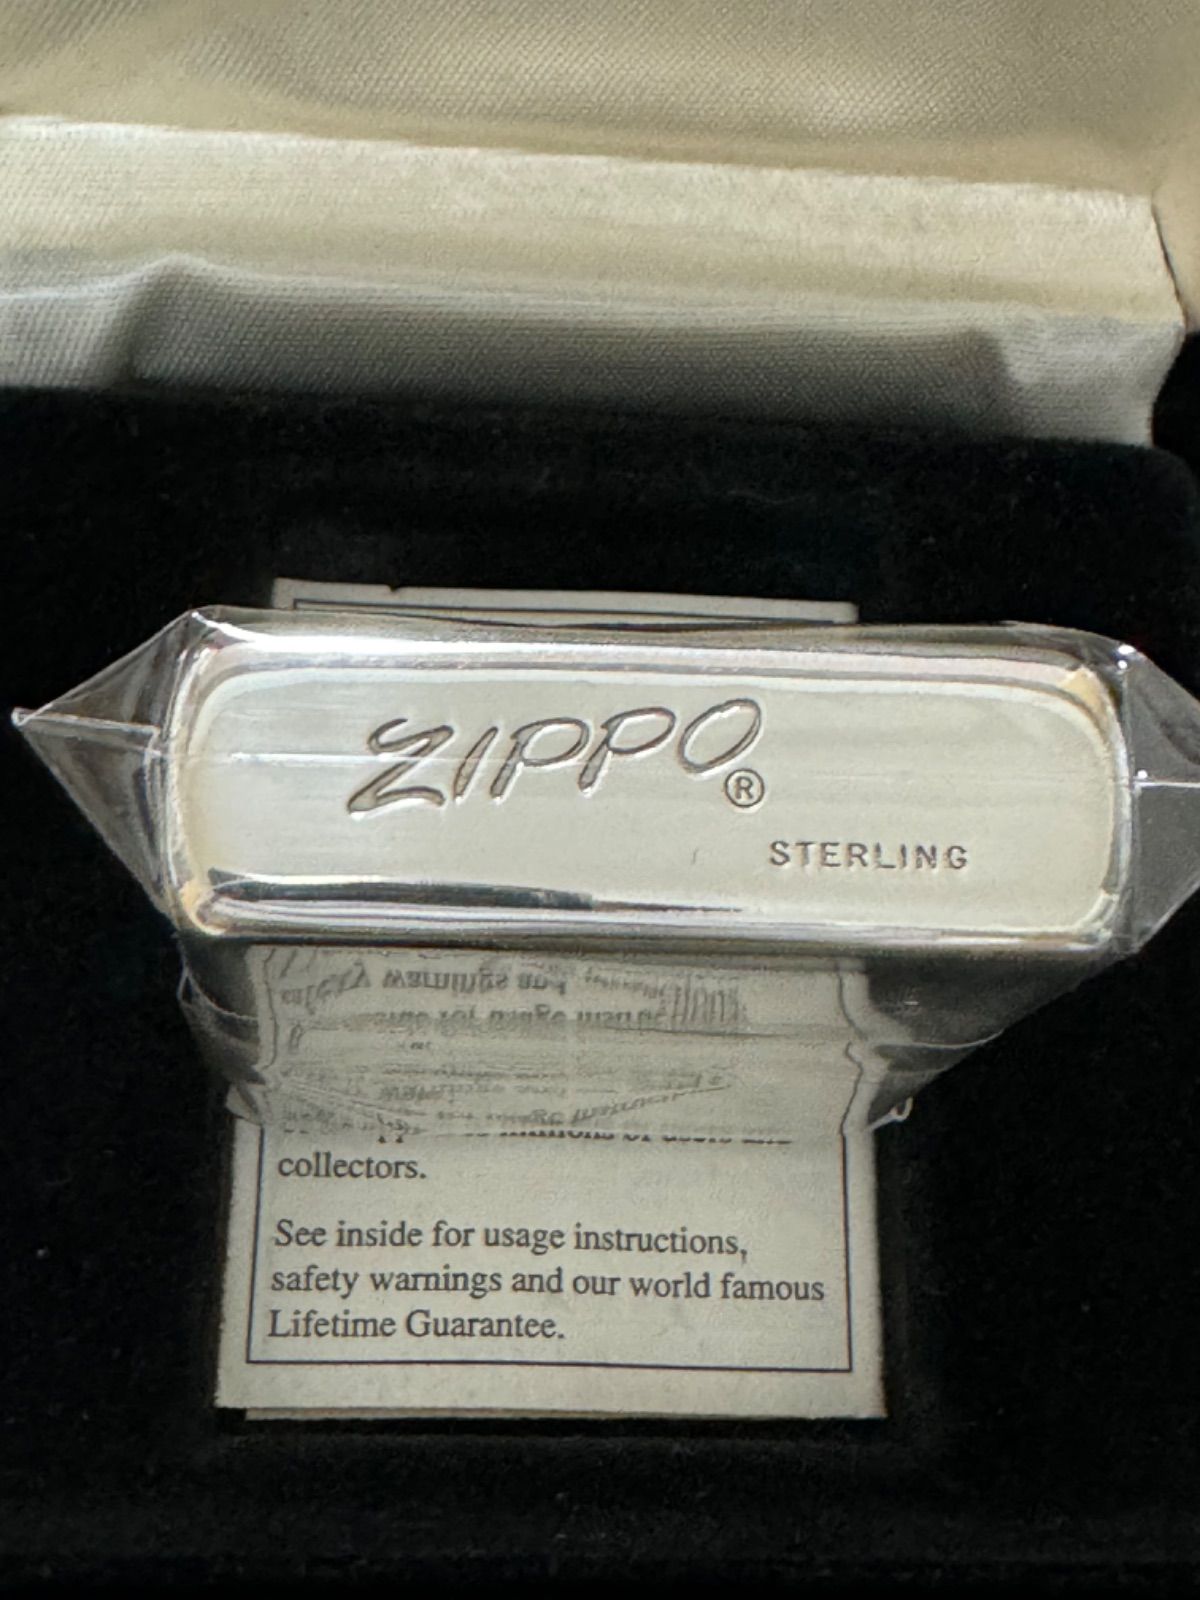 ZIPPO®
STERLING
collectors.
See inside for usage instructions,
safety warnings and our world famous
Lifetime Guarantee.